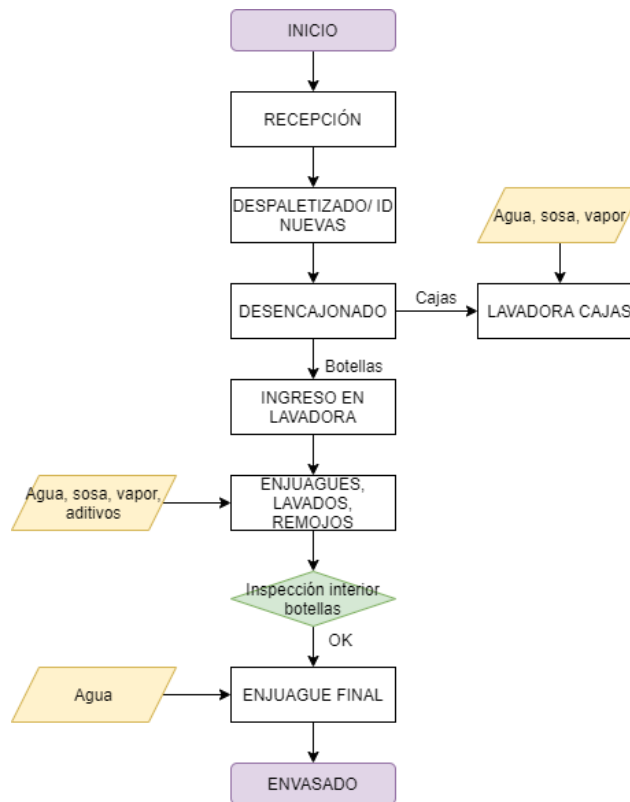 INICIO
RECEPCIÓN
DESPALETIZADO/ ID
NUEVAS
Agua, sosa, vapor
DESENCAJONADO
Cajas
LAVADORA CAJAS
Botellas
INGRESO EN
LAVADORA
Agua, sosa, vapor,
aditivos
ENJUAGUES,
LAVADOS,
REMOJOS
Inspección interior
botellas
OK
Agua
ENJUAGUE FINAL
ENVASADO